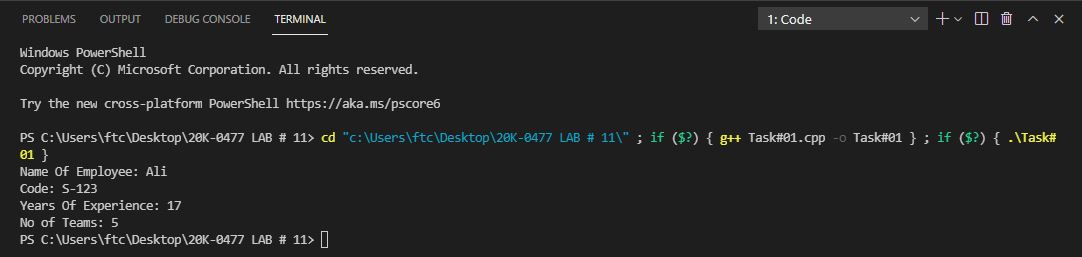 PROBLEMS OUTPUT DEBUG CONSOLE TERMINAL 1: Code
Windows PowerShell
Copyright (C) Microsoft Corporation. All rights reserved.
Try the new cross-platform PowerShell https://aka.ms/pscore6
PS C:\Users\ftc\Desktop\20K-0477 LAB # 11> cd "c:\Users\ftc\Desktop\20K-0477 LAB # 11\" ; if ($?) { g++ Task#01.cpp -o Task#01 } ; if ($?) { .\Task#
01 }
Name Of Employee: Ali
Code: S-123
Years Of Experience: 17
No of Teams: 5
PS C:\Users\ftc\Desktop\20K-0477 LAB # 11>